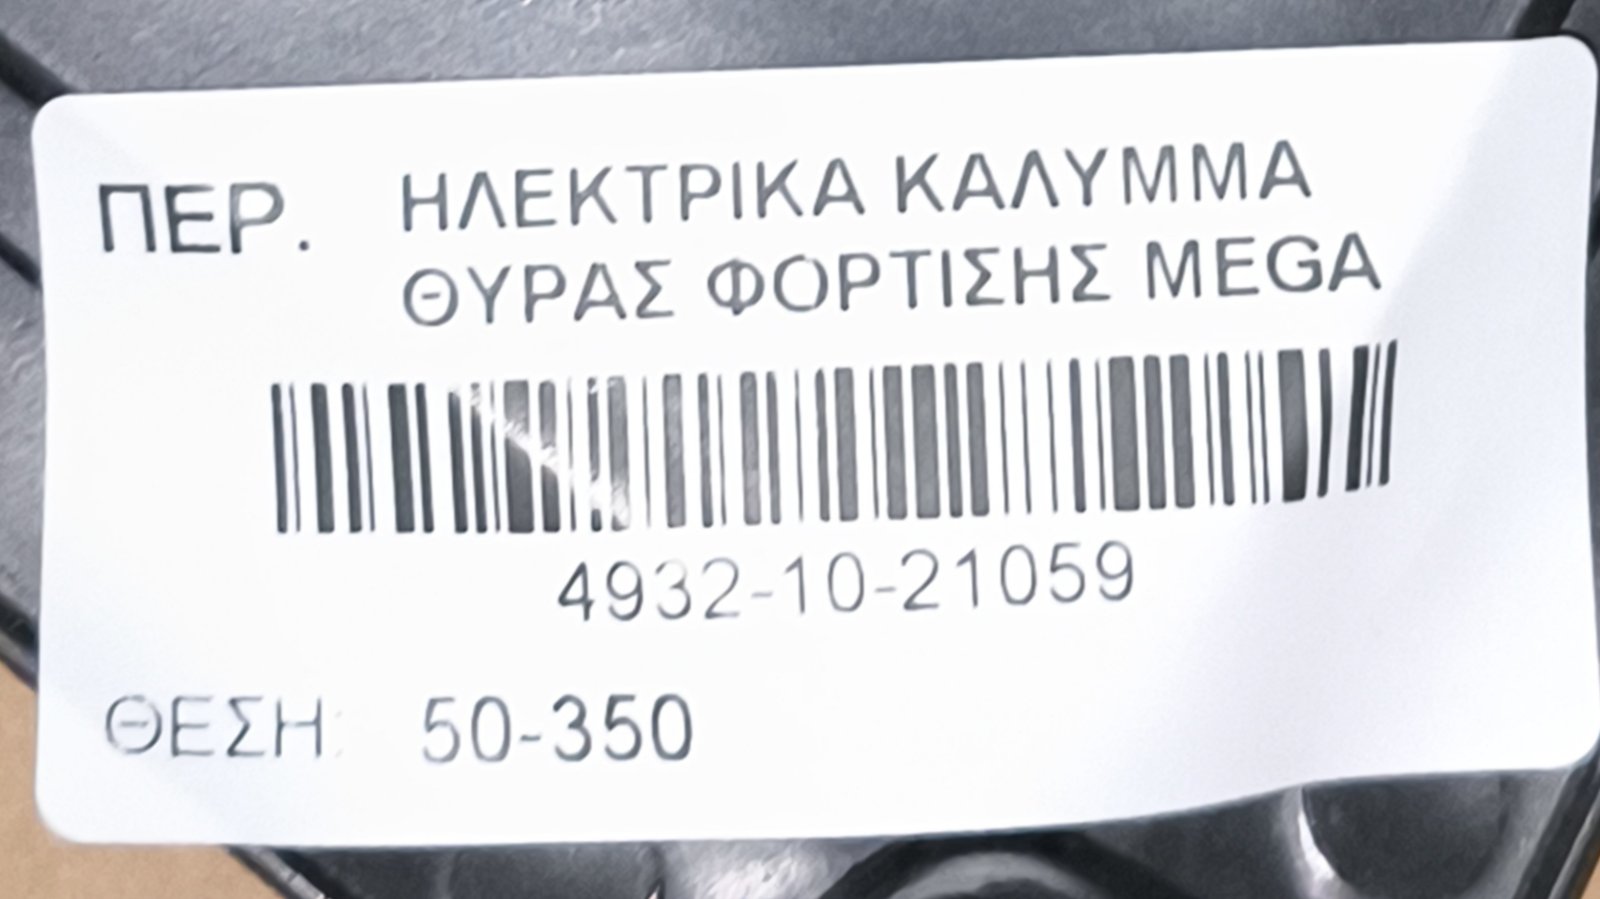 ΠΕΡ. ΗΛΕΚΤΡΙΚΑ ΚΑΛΥΜΜΑ
ΘΥΡΑΣ ΦΟΡΤΙΣΗΣ MEGA
4932-10-21059
ΘΕΣΗ: 50-350